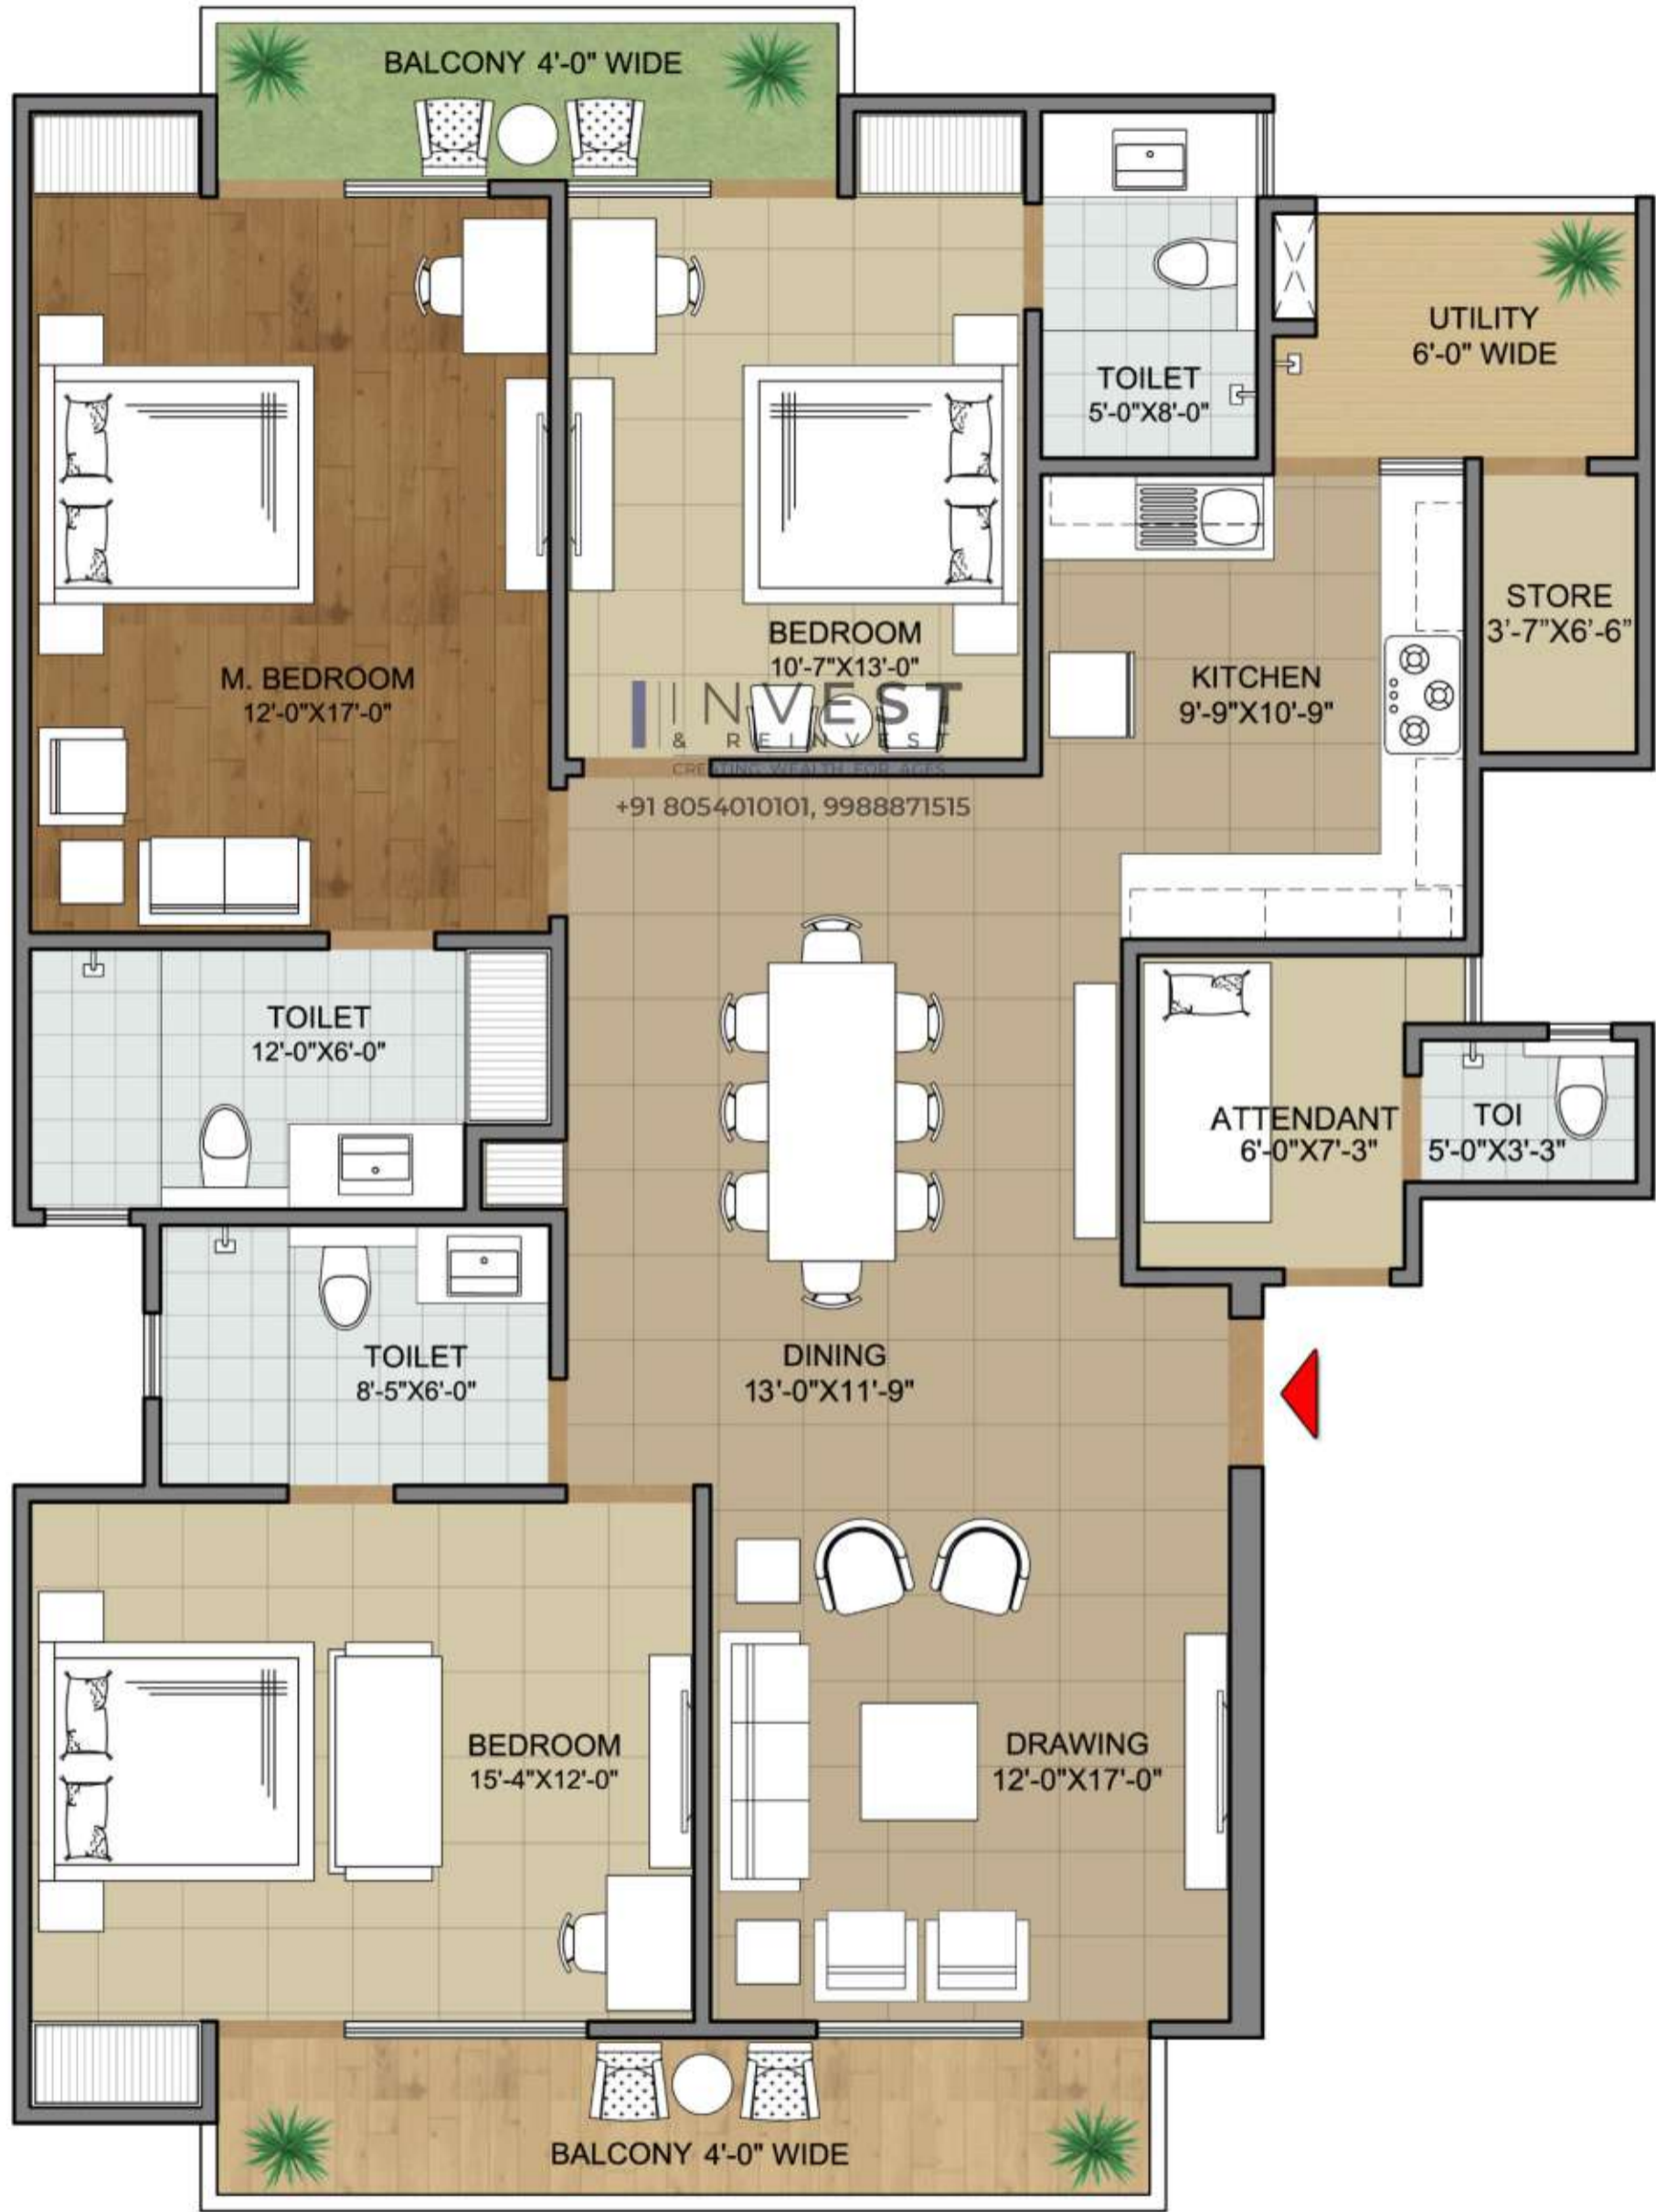 BALCONY 4'-0" WIDE
UTILITY
6'-0" WIDE
TOILET
5'-0"X8'-0"
STORE
3'-7"X6'-6"
BEDROOM
10'-7"X13'-0"
M. BEDROOM
12'-0"X17'-0"
KITCHEN
9'-9"X10'-9"
INVEST
& REINVEST
CREATING WEALTH FOR AGES
+91 8054010101, 9988871515
TOILET
12'-0"X6'-0"
ATTENDANT
6'-0"X7'-3"
TOI
5'-0"X3'-3"
TOILET
8'-5"X6'-0"
DINING
13'-0"X11'-9"
BEDROOM
15'-4"X12'-0"
DRAWING
12'-0"X17'-0"
BALCONY 4'-0" WIDE